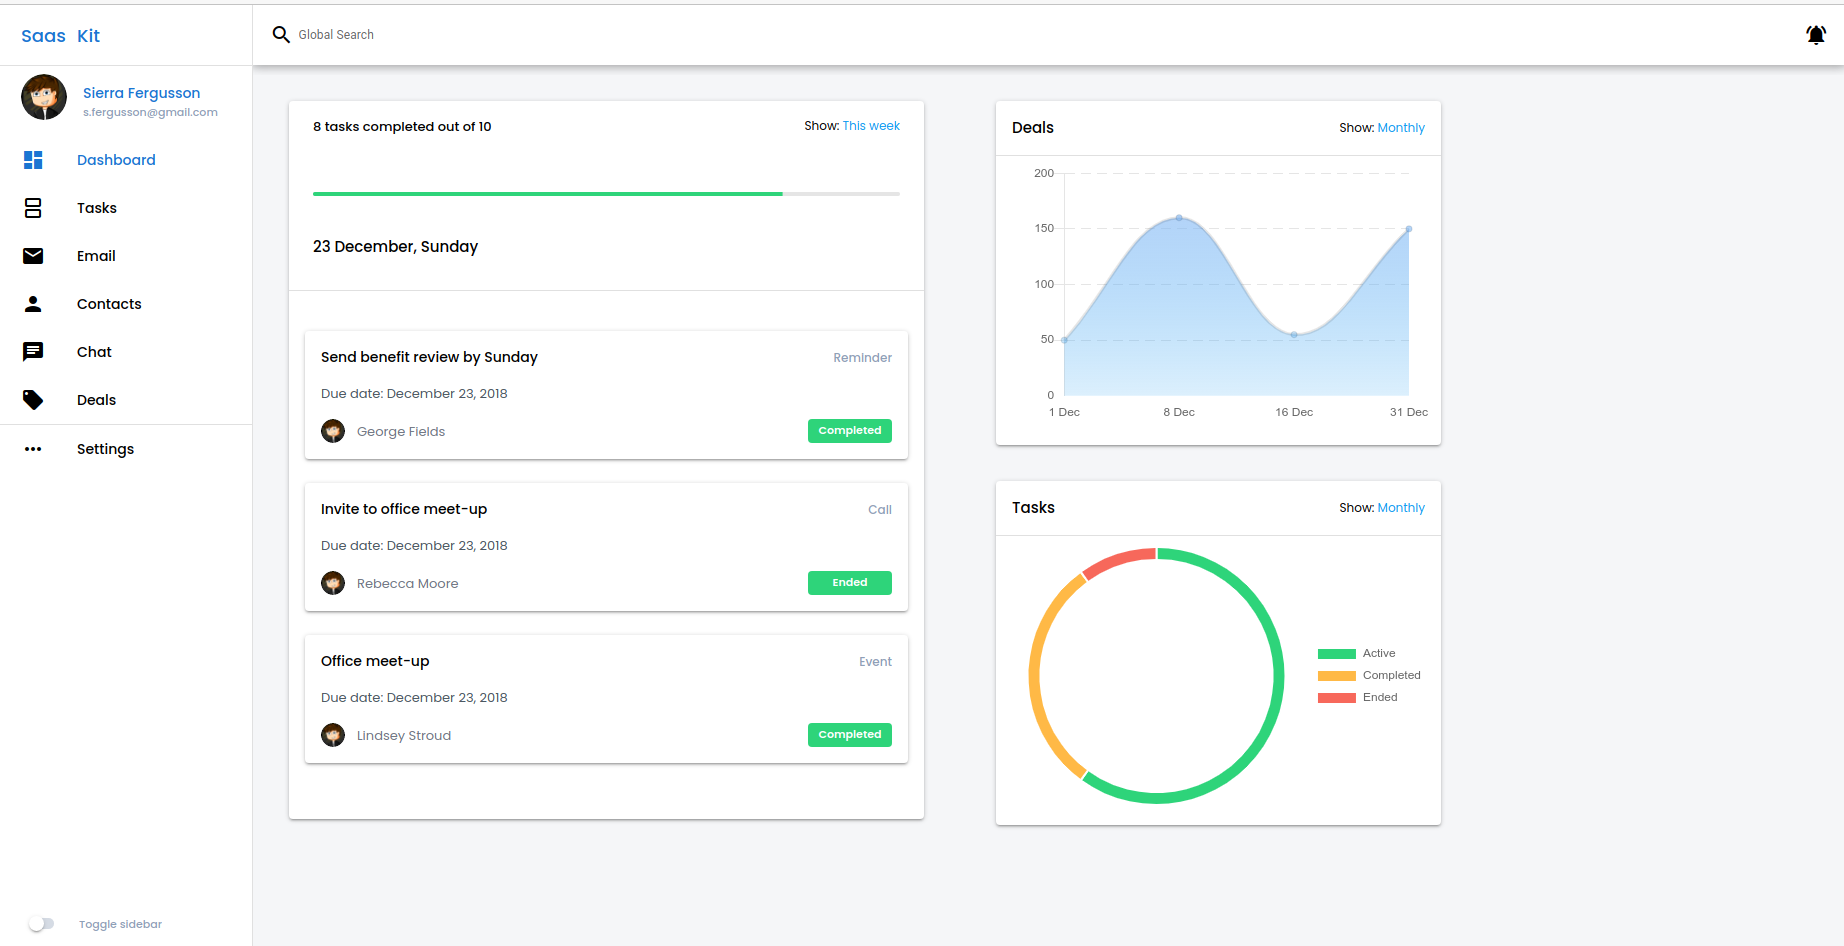 Saas Kit
Global Search
Sierra Fergusson
s.fergusson@gmail.com
Dashboard
Tasks
Email
Contacts
Chat
Deals
Settings
Toggle sidebar
8 tasks completed out of 10
Show: This week
23 December, Sunday
Send benefit review by Sunday
Reminder
Due date: December 23, 2018
George Fields
Completed
Invite to office meet-up
Call
Due date: December 23, 2018
Rebecca Moore
Ended
Office meet-up
Event
Due date: December 23, 2018
Lindsey Stroud
Completed
Deals
Show: Monthly
200
150
100
50
0
1 Dec
8 Dec
16 Dec
31 Dec
Tasks
Show: Monthly
Active
Completed
Ended